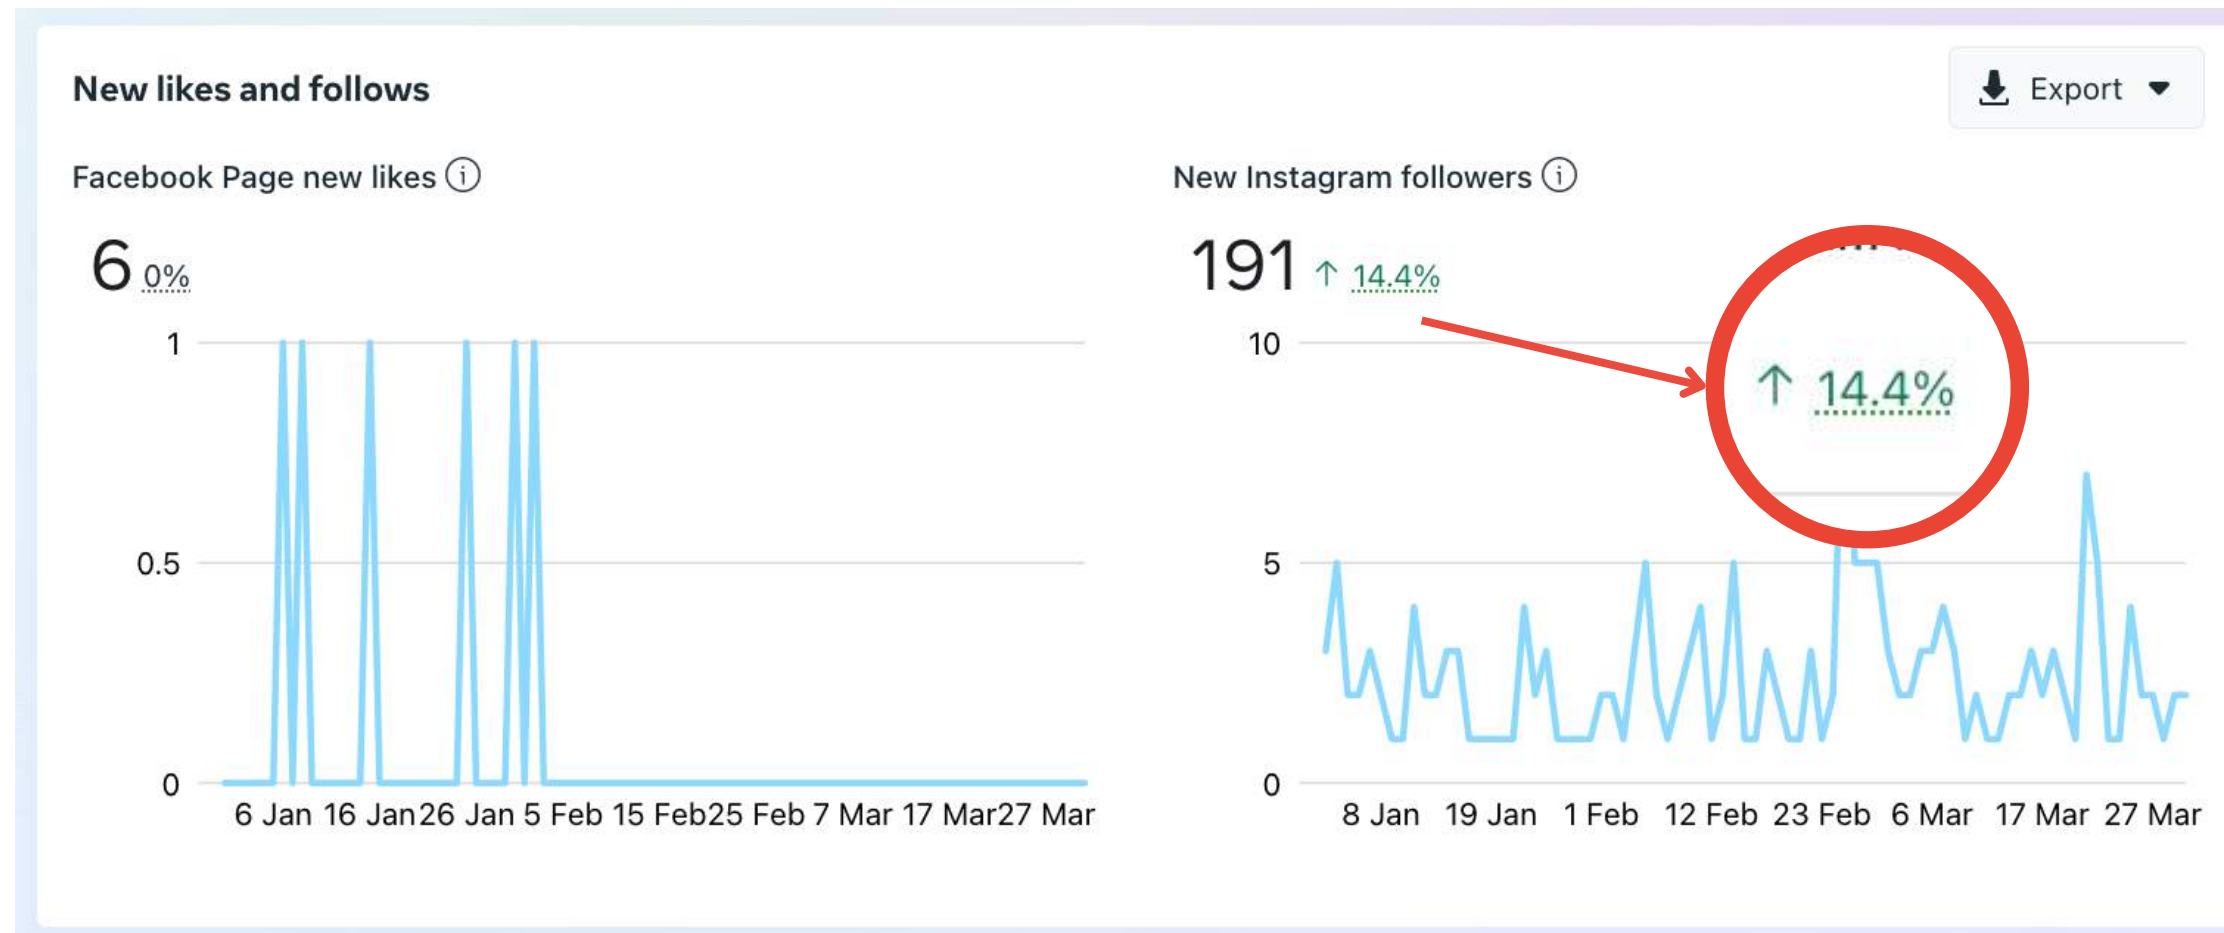 New likes and follows
Export
Facebook Page new likes
6 0%
1
0.5
0
6 Jan 16 Jan 26 Jan 5 Feb 15 Feb 25 Feb 7 Mar 17 Mar 27 Mar
New Instagram followers
191 ↑ 14.4%
↑ 14.4%
10
5
0
8 Jan 19 Jan 1 Feb 12 Feb 23 Feb 6 Mar 17 Mar 27 Mar